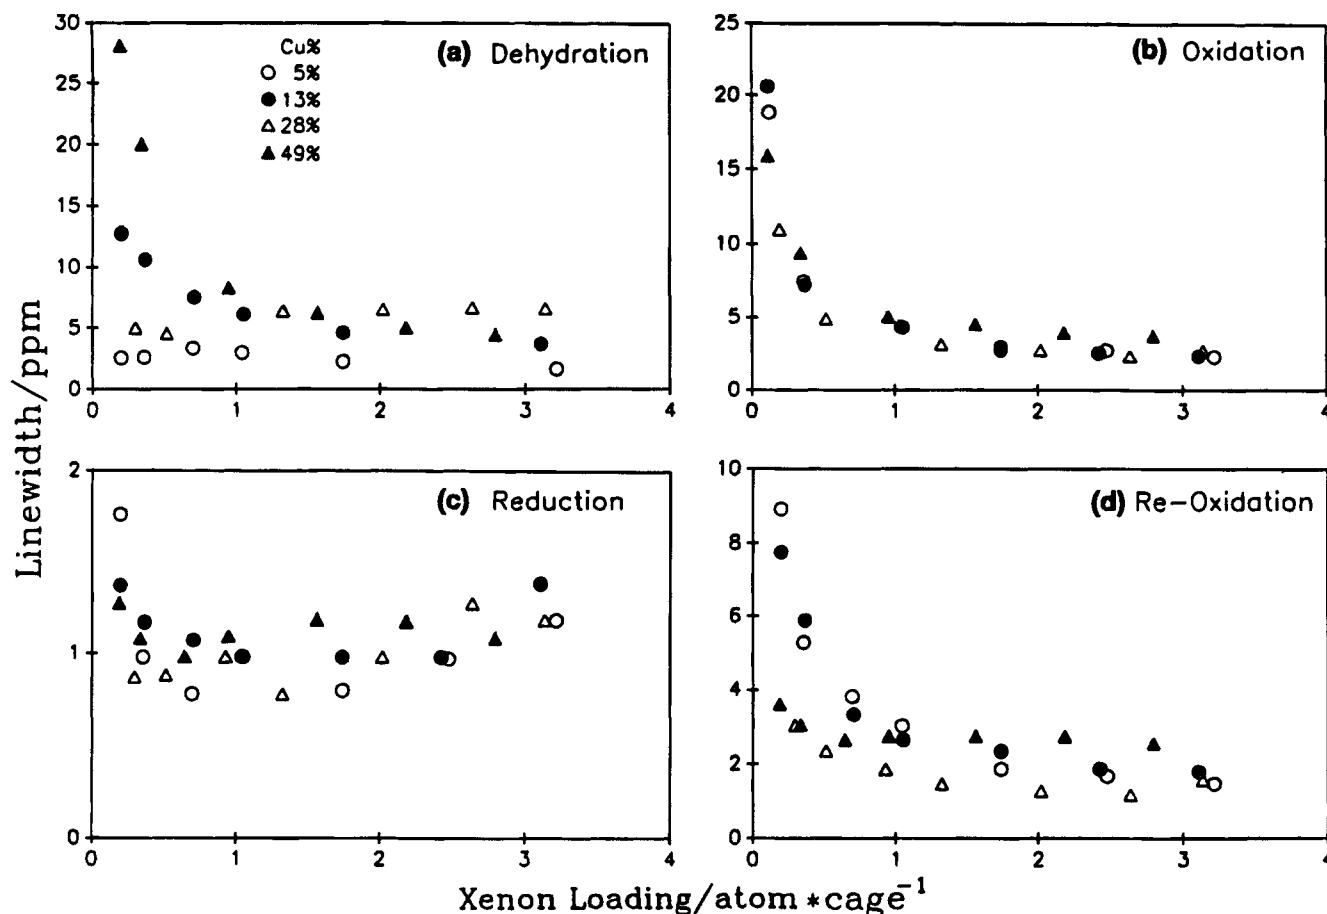 30
25
20
15
10
5
0
0 1 2 3 4
Cu%
5%
13%
28%
49%
(a) Dehydration
25
20
15
10
5
0
0 1 2 3 4
(b) Oxidation
Linewidth/ppm
2
1
0
0 1 2 3 4
(c) Reduction
10
8
6
4
2
0
0 1 2 3 4
(d) Re-Oxidation
Xenon Loading/atom*cage⁻¹